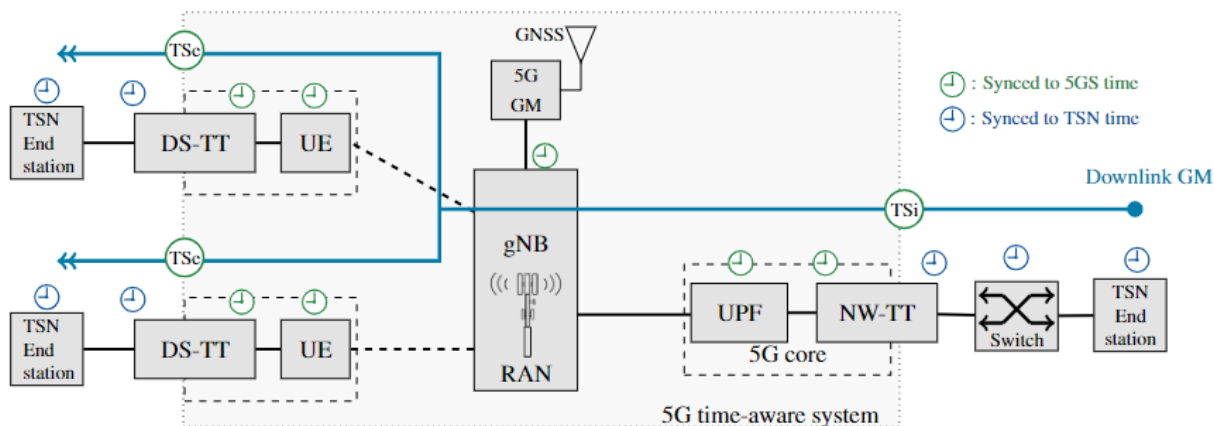 GNSS
TSe
5G
GM
: Synced to 5GS time
: Synced to TSN time
TSN
End
station
DS-TT
UE
Downlink GM
TSi
gNB
TSe
RAN
UPF
NW-TT
5G core
Switch
TSN
End
station
TSN
End
station
DS-TT
UE
5G time-aware system